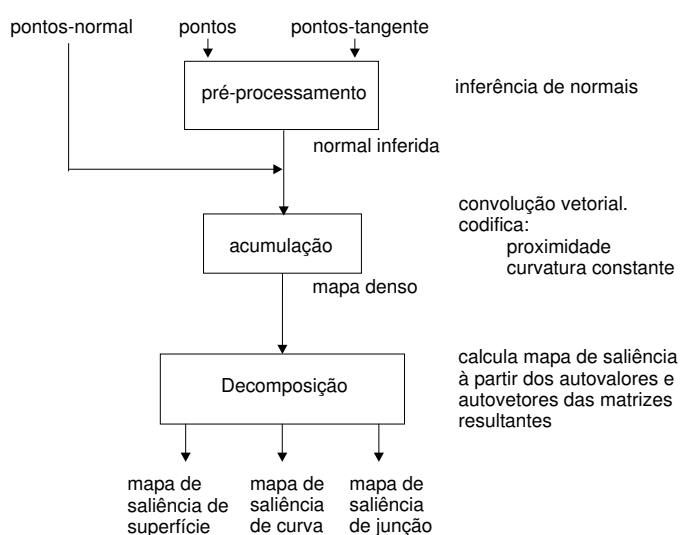 pontos-normal pontos pontos-tangente
pré-processamento
inferência de normais
normal inferida
convolução vetorial.
codifica:
proximidade
curvatura constante
acumulação
mapa denso
calcula mapa de saliência
à partir dos autovalores e
autovetores das matrizes
resultantes
Decomposição
mapa de
saliência de
superfície
mapa de
saliência
de curva
mapa de
saliência
de junção